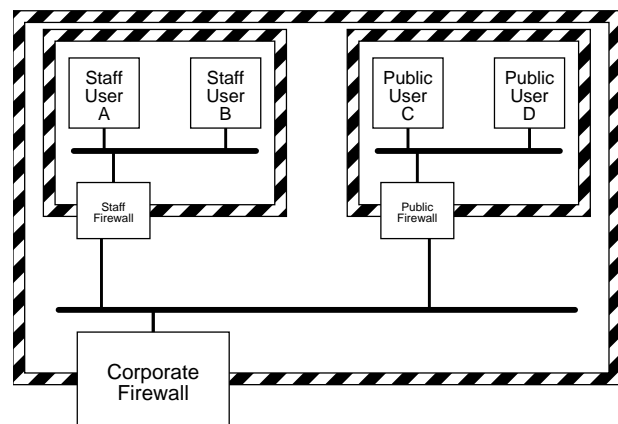 Staff
User
A
Staff
User
B
Public
User
C
Public
User
D
Staff
Firewall
Public
Firewall
Corporate
Firewall